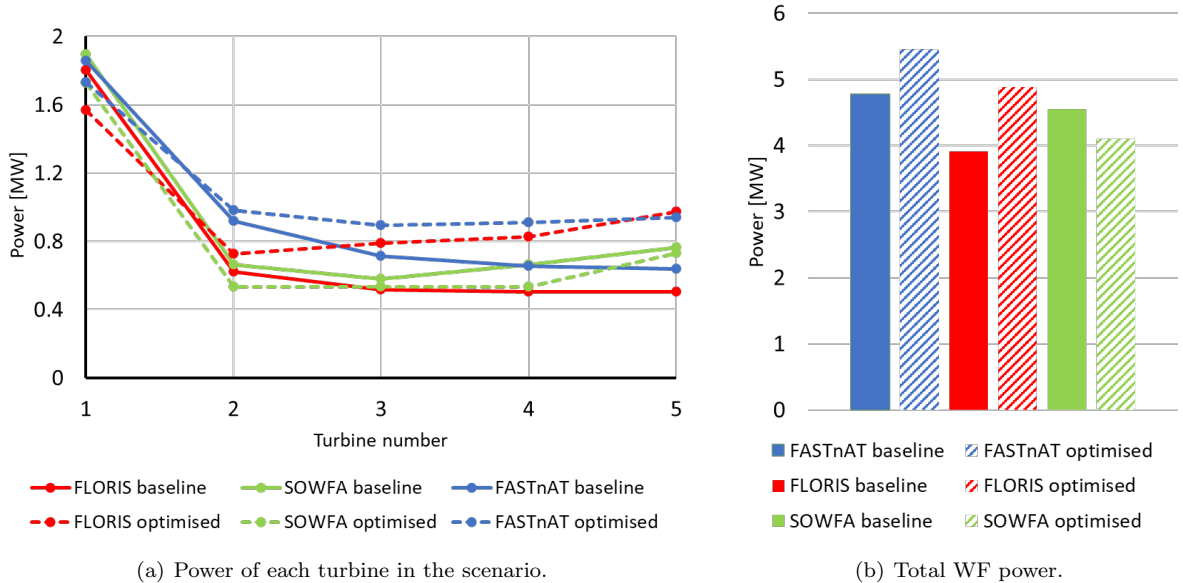 2
1.6
1.2
0.8
0.4
0
Power [MW]
1 2 3 4 5
Turbine number
FLORIS baseline SOWFA baseline FASTnAT baseline
FLORIS optimised SOWFA optimised FASTnAT optimised
(a) Power of each turbine in the scenario.
6
5
4
3
2
1
0
Power [MW]
FASTnAT baseline FASTnAT optimised
FLORIS baseline FLORIS optimised
SOWFA baseline SOWFA optimised
(b) Total WF power.